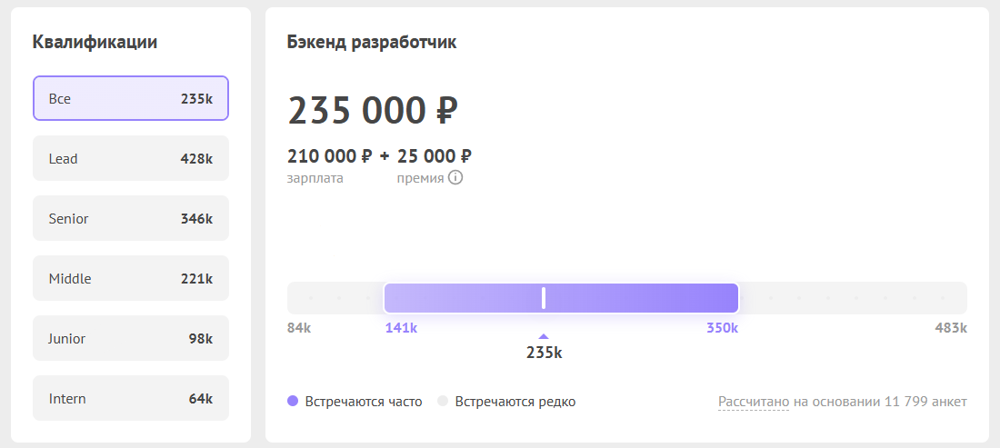 Квалификации
Все 235k
Lead 428k
Senior 346k
Middle 221k
Junior 98k
Intern 64k
Бэкенд разработчик
235 000 ₽
210 000 ₽ + 25 000 ₽
зарплата премия
84k 141k 350k 483k
235k
Встречаются часто Встречаются редко Рассчитано на основании 11 799 анкет